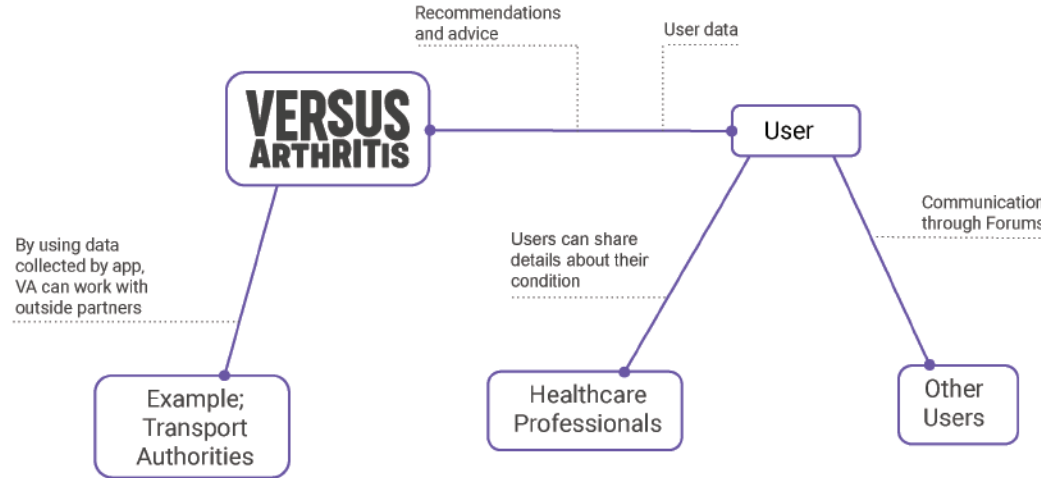 Recommendations
and advice
User data
VERSUS
ARTHRITIS
User
Communication
through Forums
By using data
collected by app,
VA can work with
outside partners
Users can share
details about their
condition
Example;
Transport
Authorities
Healthcare
Professionals
Other
Users